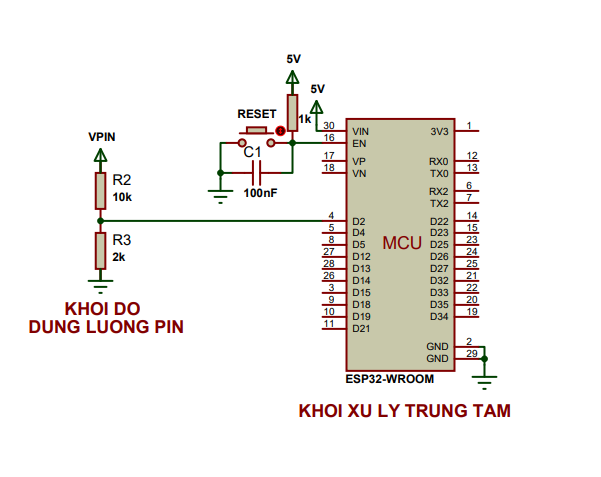 5V
5V
RESET
1k
VPIN
C1
100nF
R2
10k
R3
2k
KHOI DO
DUNG LUONG PIN
30 VIN 3V3 1
16 EN
17 VP RX0 12
18 VN TX0 13
RX2 6
TX2 7
4 D2 D22 14
5 D4 D23 15
8 D5 D25 23
27 D12 D26 24
28 D13 D27 25
26 D14 D32 21
3 D15 D33 22
9 D18 D35 20
10 D19 D34 19
11 D21
MCU
GND 2
GND 29
ESP32-WROOM
KHOI XU LY TRUNG TAM